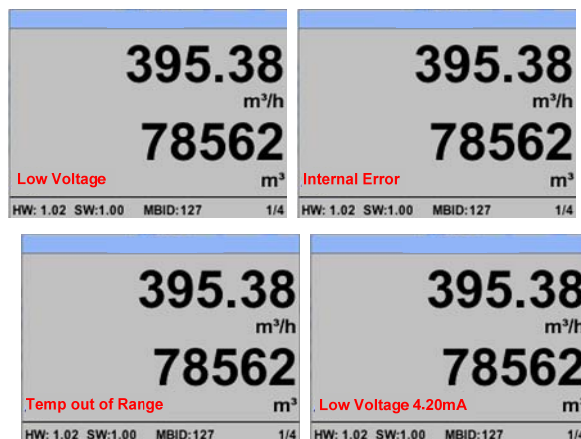 395.38
m³/h
78562
Low Voltage m³
HW: 1.02 SW:1.00 MBID:127 1/4
395.38
m³/h
78562
Internal Error m³
HW: 1.02 SW:1.00 MBID:127 1/4
395.38
m³/h
78562
Temp out of Range m³
HW: 1.02 SW:1.00 MBID:127 1/4
395.38
m³/h
78562
Low Voltage 4.20mA m³
HW: 1.02 SW:1.00 MBID:127 1/4